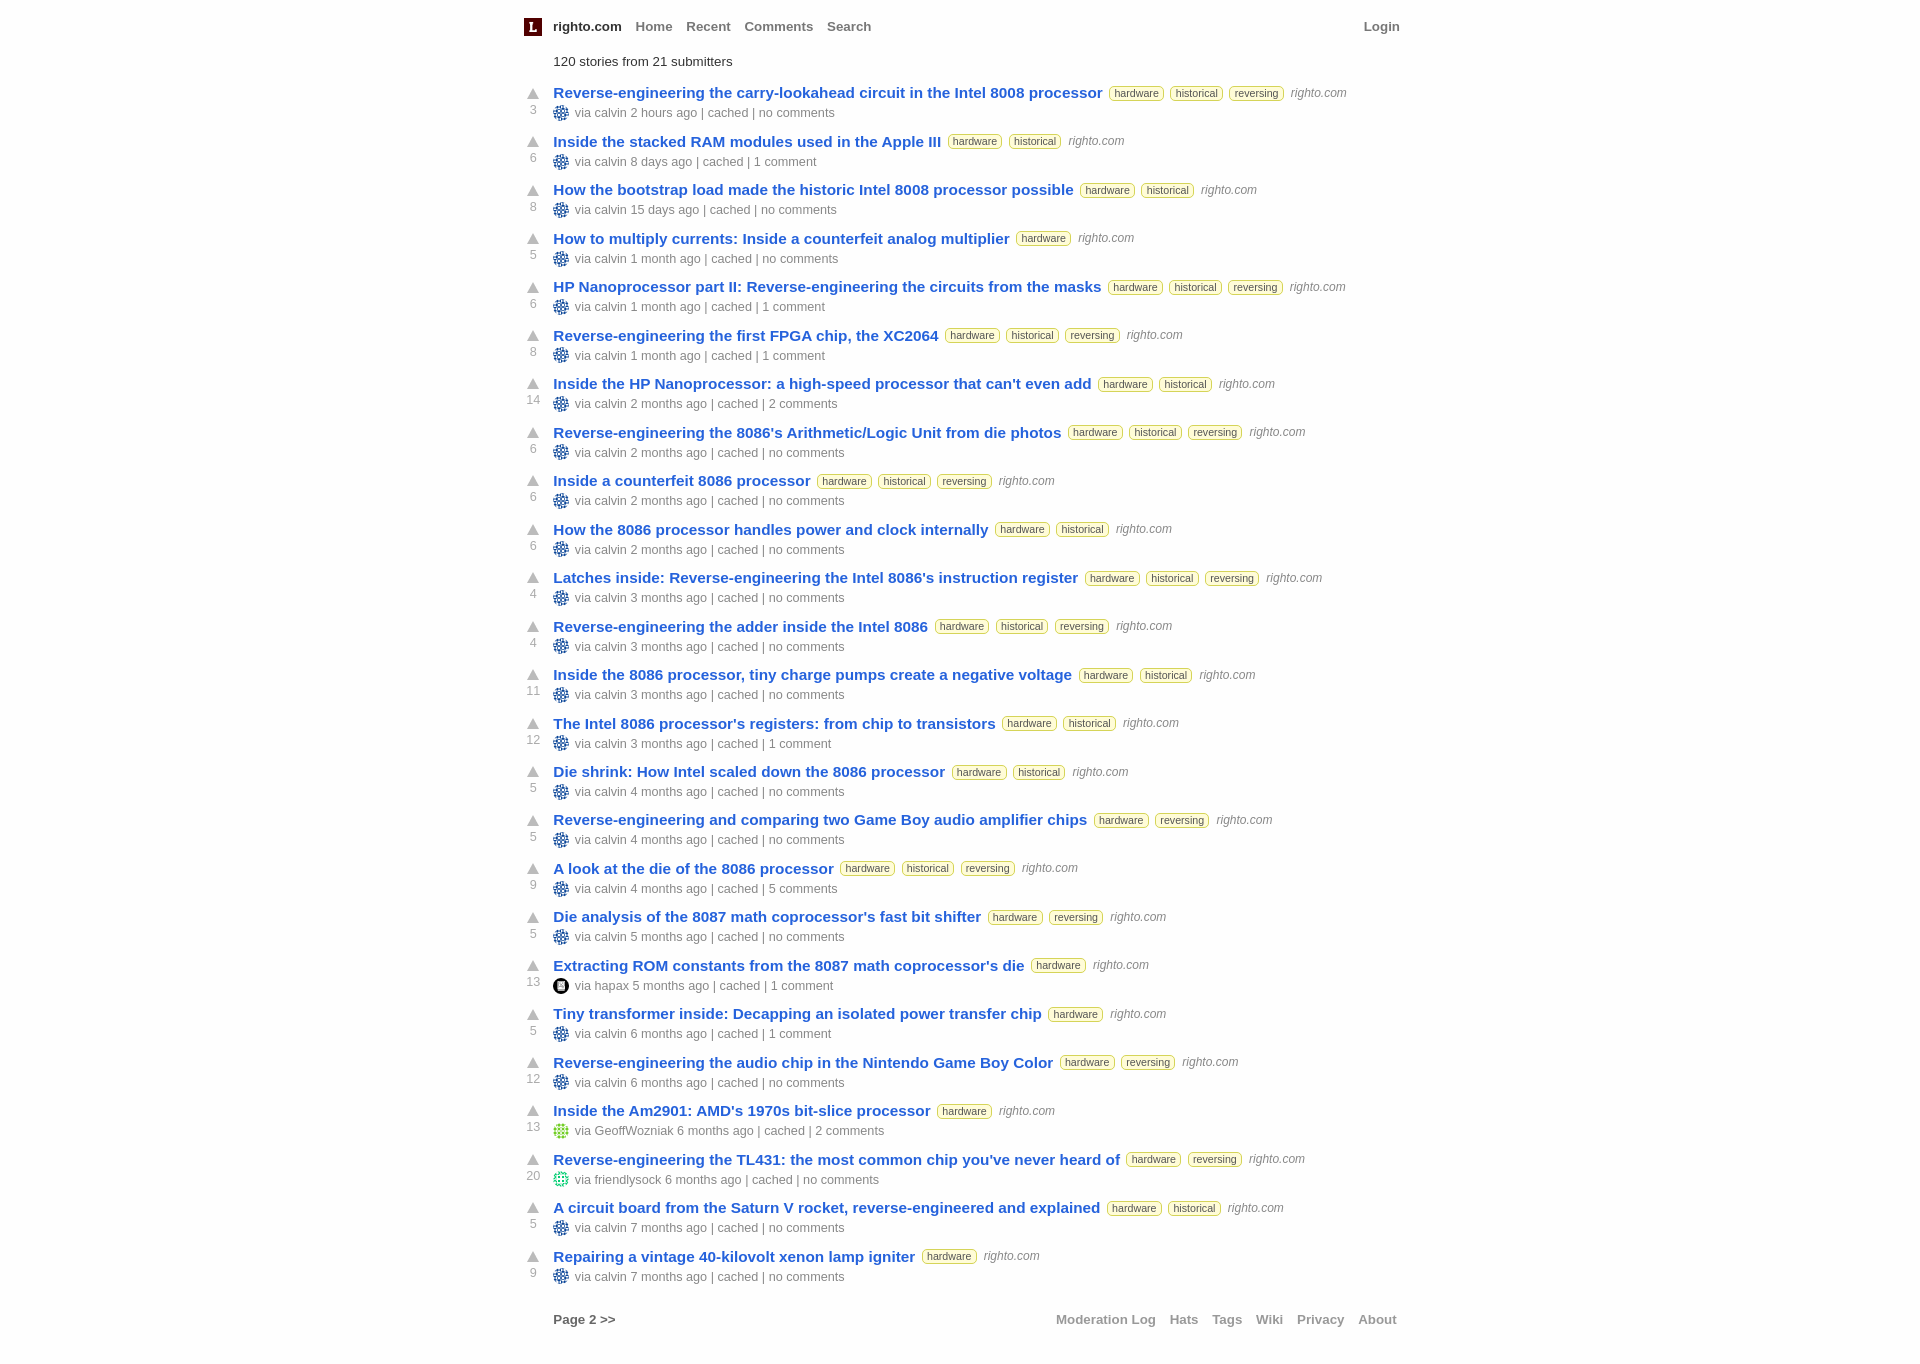 L righto.com Home Recent Comments Search Login
120 stories from 21 submitters
Reverse-engineering the carry-lookahead circuit in the Intel 8008 processor hardware historical reversing righto.com
3 via calvin 2 hours ago | cached | no comments
Inside the stacked RAM modules used in the Apple III hardware historical righto.com
6 via calvin 8 days ago | cached | 1 comment
How the bootstrap load made the historic Intel 8008 processor possible hardware historical righto.com
8 via calvin 15 days ago | cached | no comments
How to multiply currents: Inside a counterfeit analog multiplier hardware righto.com
5 via calvin 1 month ago | cached | no comments
HP Nanoprocessor part II: Reverse-engineering the circuits from the masks hardware historical reversing righto.com
6 via calvin 1 month ago | cached | 1 comment
Reverse-engineering the first FPGA chip, the XC2064 hardware historical reversing righto.com
8 via calvin 1 month ago | cached | 1 comment
Inside the HP Nanoprocessor: a high-speed processor that can't even add hardware historical righto.com
14 via calvin 2 months ago | cached | 2 comments
Reverse-engineering the 8086's Arithmetic/Logic Unit from die photos hardware historical reversing righto.com
6 via calvin 2 months ago | cached | no comments
Inside a counterfeit 8086 processor hardware historical reversing righto.com
6 via calvin 2 months ago | cached | no comments
How the 8086 processor handles power and clock internally hardware historical righto.com
6 via calvin 2 months ago | cached | no comments
Latches inside: Reverse-engineering the Intel 8086's instruction register hardware historical reversing righto.com
4 via calvin 3 months ago | cached | no comments
Reverse-engineering the adder inside the Intel 8086 hardware historical reversing righto.com
4 via calvin 3 months ago | cached | no comments
Inside the 8086 processor, tiny charge pumps create a negative voltage hardware historical righto.com
11 via calvin 3 months ago | cached | no comments
The Intel 8086 processor's registers: from chip to transistors hardware historical righto.com
12 via calvin 3 months ago | cached | 1 comment
Die shrink: How Intel scaled down the 8086 processor hardware historical righto.com
5 via calvin 4 months ago | cached | no comments
Reverse-engineering and comparing two Game Boy audio amplifier chips hardware reversing righto.com
5 via calvin 4 months ago | cached | no comments
A look at the die of the 8086 processor hardware historical reversing righto.com
9 via calvin 4 months ago | cached | 5 comments
Die analysis of the 8087 math coprocessor's fast bit shifter hardware reversing righto.com
5 via calvin 5 months ago | cached | no comments
Extracting ROM constants from the 8087 math coprocessor's die hardware righto.com
13 via hapax 5 months ago | cached | 1 comment
Tiny transformer inside: Decapping an isolated power transfer chip hardware righto.com
5 via calvin 6 months ago | cached | 1 comment
Reverse-engineering the audio chip in the Nintendo Game Boy Color hardware reversing righto.com
12 via calvin 6 months ago | cached | no comments
Inside the Am2901: AMD's 1970s bit-slice processor hardware righto.com
13 via GeoffWozniak 6 months ago | cached | 2 comments
Reverse-engineering the TL431: the most common chip you've never heard of hardware reversing righto.com
20 via friendlysock 6 months ago | cached | no comments
A circuit board from the Saturn V rocket, reverse-engineered and explained hardware historical righto.com
5 via calvin 7 months ago | cached | no comments
Repairing a vintage 40-kilovolt xenon lamp igniter hardware righto.com
9 via calvin 7 months ago | cached | no comments
Page 2 >> Moderation Log Hats Tags Wiki Privacy About